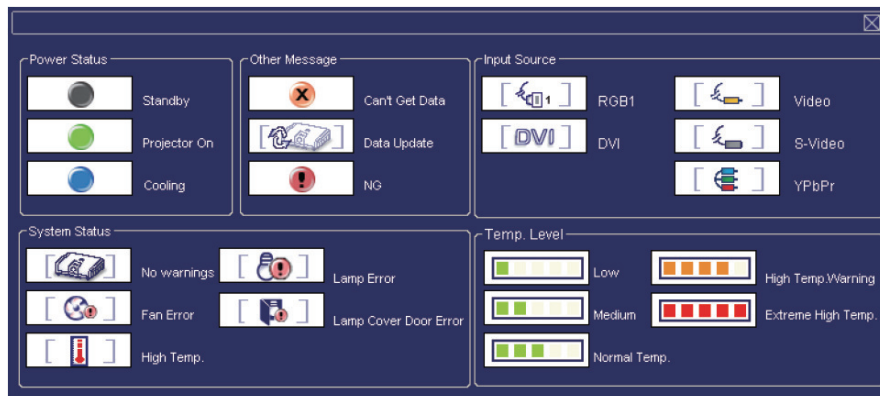 Power Status
Standby
Projector On
Cooling
Other Message
Can't Get Data
Data Update
NG
Input Source
1
RGB1
DVI
DVI
Video
S-Video
YPbPr
System Status
No warnings
Fan Error
High Temp.
Lamp Error
Lamp Cover Door Error
Temp. Level
Low
Medium
Normal Temp.
High Temp.Warning
Extreme High Temp.